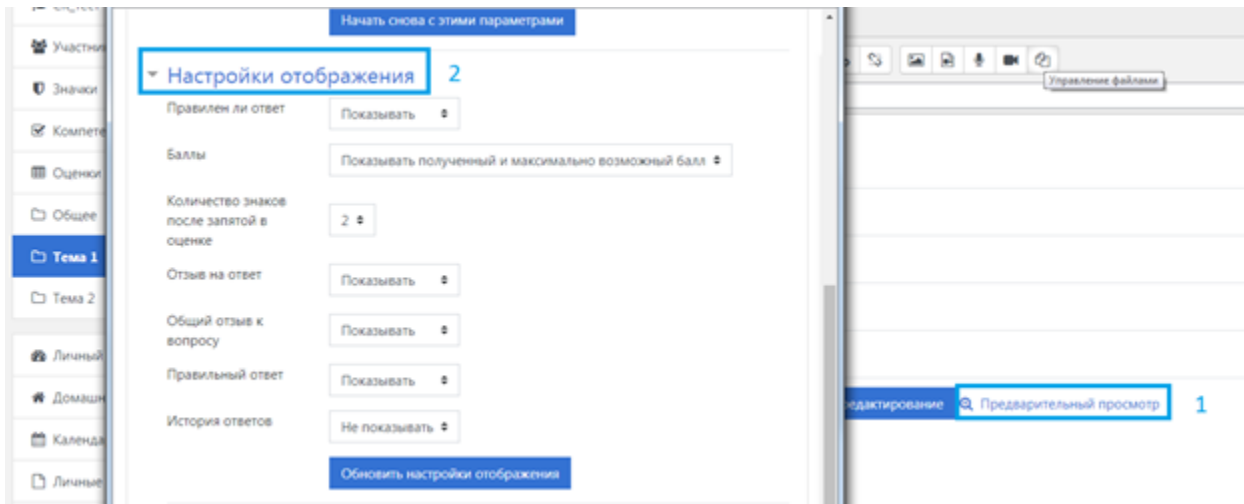 Начать снова с этими параметрами
Участни
Настройки отображения
2
Управление файлами
Значки
Правилен ли ответ
Показывать
Компете
Баллы
Показывать полученный и максимально возможный балл
Оценки
Количество знаков
после запятой в
оценке
2
Общее
Тема 1
Отзыв на ответ
Показывать
Тема 2
Общий отзыв к
вопросу
Показывать
Личный
Правильный ответ
Показывать
Домашн
едактирование
Предварительный просмотр
1
История ответов
Не показывать
Календа
Обновить настройки отображения
Личные